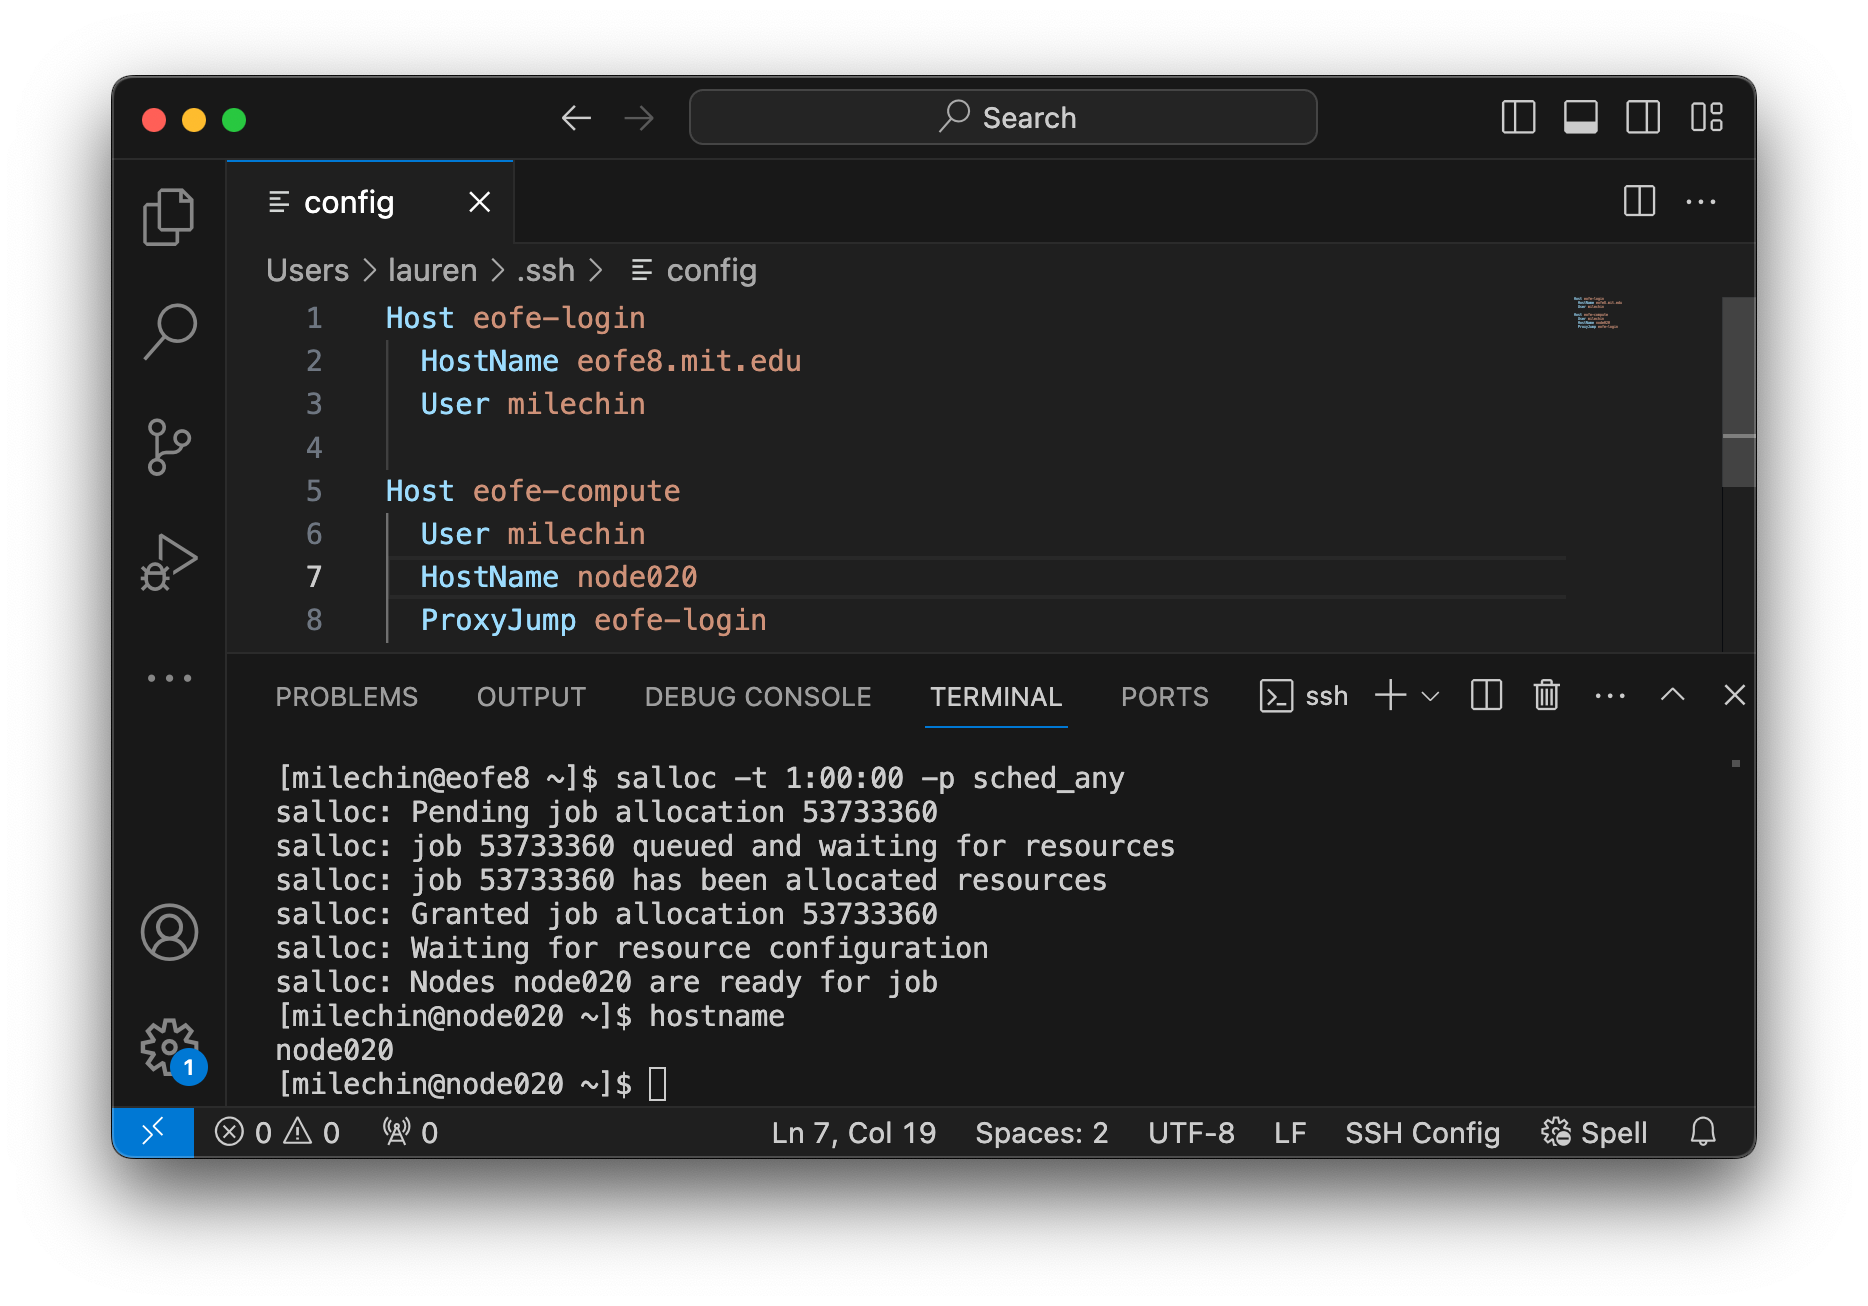 Search
config
Users > lauren > .ssh > config
1 Host eofe-login
2 HostName eofe8.mit.edu
3 User milechin
4
5 Host eofe-compute
6 User milechin
7 HostName node020
8 ProxyJump eofe-login
PROBLEMS OUTPUT DEBUG CONSOLE TERMINAL PORTS ssh
[milechin@eofe8 ~]$ salloc -t 1:00:00 -p sched_any
salloc: Pending job allocation 53733360
salloc: job 53733360 queued and waiting for resources
salloc: job 53733360 has been allocated resources
salloc: Granted job allocation 53733360
salloc: Waiting for resource configuration
salloc: Nodes node020 are ready for job
[milechin@node020 ~]$ hostname
node020
[milechin@node020 ~]$
1
0 0 0 Ln 7, Col 19 Spaces: 2 UTF-8 LF SSH Config Spell